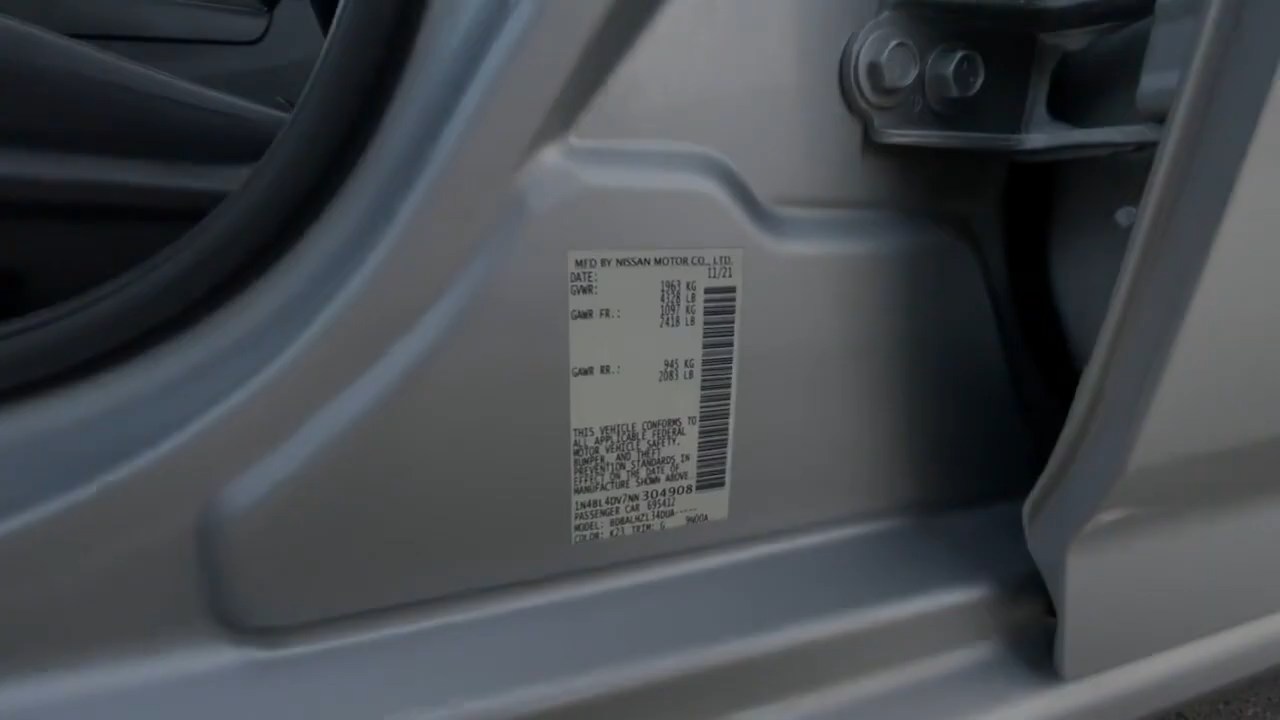 MFD BY NISSAN MOTOR CO., LTD.
DATE: 11/21
GVWR: 1963 KG
4328 LB
GAWR FR.: 1097 KG
2418 LB
GAWR RR.: 945 KG
2083 LB
THIS VEHICLE CONFORMS TO
ALL APPLICABLE FEDERAL
MOTOR VEHICLE SAFETY,
BUMPER, AND THEFT
PREVENTION STANDARDS IN
EFFECT ON THE DATE OF
MANUFACTURE SHOWN ABOVE
1N4BL4DV7NN304908
PASSENGER CAR 695412
MODEL:
COLOR: K23 TRIM: G